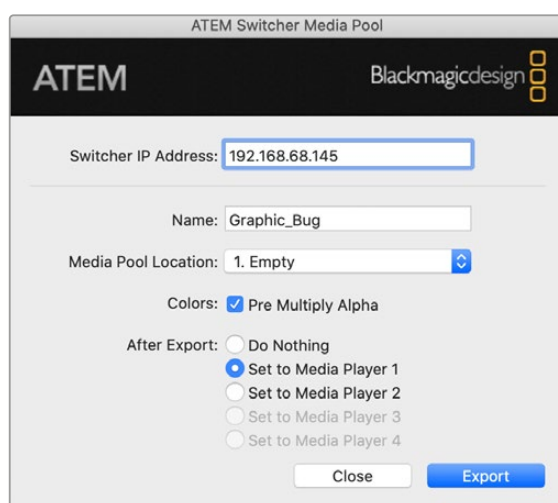 ATEM Switcher Media Pool
ATEM Blackmagicdesign
Switcher IP Address: 192.168.68.145
Name: Graphic_Bug
Media Pool Location: 1. Empty
Colors: Pre Multiply Alpha
After Export: Do Nothing
Set to Media Player 1
Set to Media Player 2
Set to Media Player 3
Set to Media Player 4
Close Export